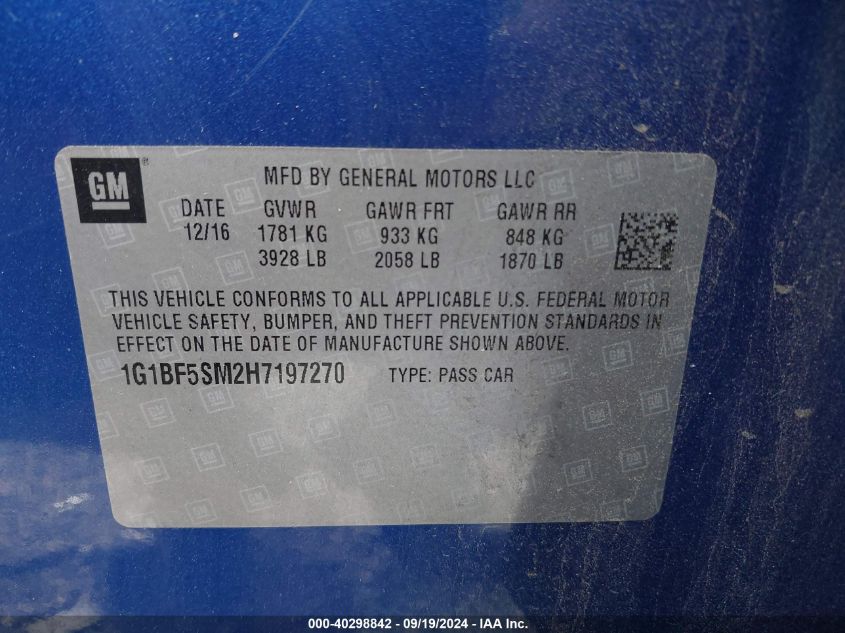 GM ®
MFD BY GENERAL MOTORS LLC
DATE GVWR GAWR FRT GAWR RR
12/16 1781 KG 933 KG 848 KG
3928 LB 2058 LB 1870 LB
THIS VEHICLE CONFORMS TO ALL APPLICABLE U.S. FEDERAL MOTOR
VEHICLE SAFETY, BUMPER, AND THEFT PREVENTION STANDARDS IN
EFFECT ON THE DATE OF MANUFACTURE SHOWN ABOVE.
1G1BF5SM2H7197270 TYPE: PASS CAR
000-40298842 - 09/19/2024 - IAA, Inc.